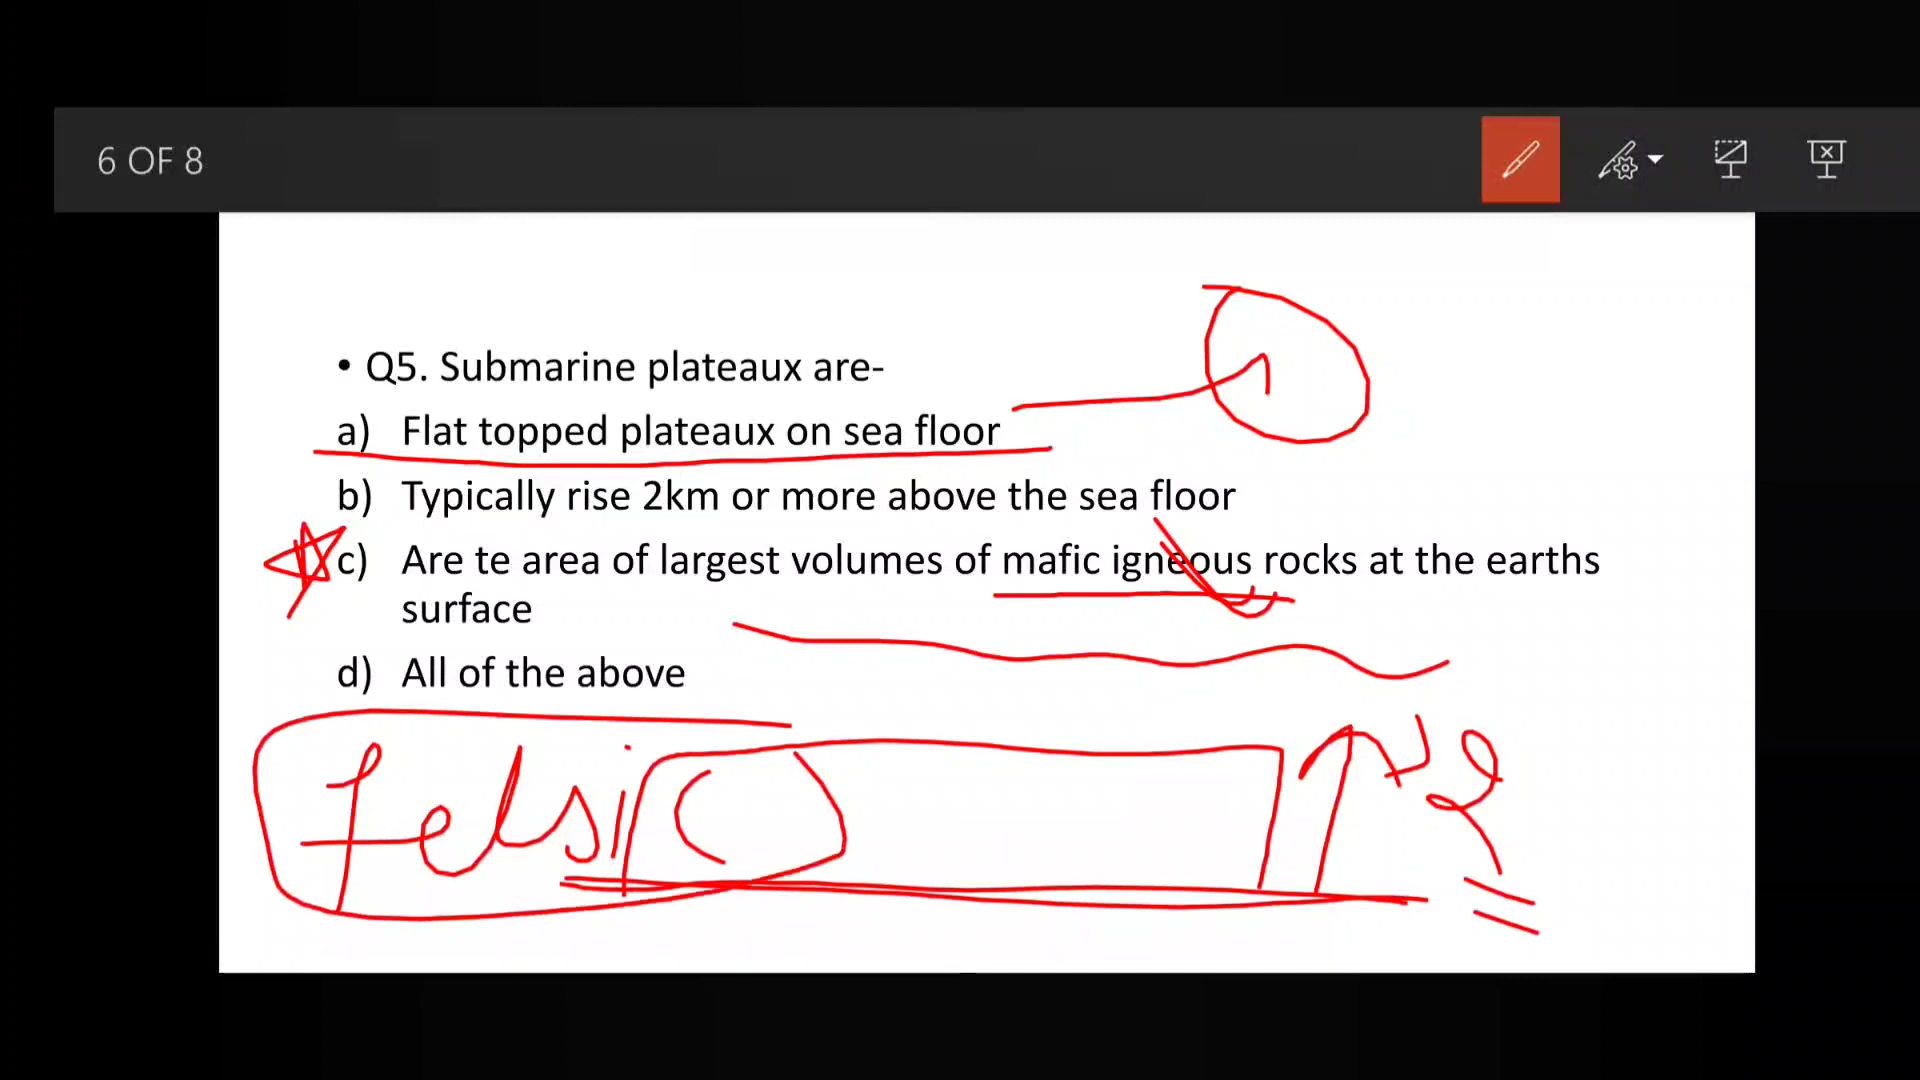 6 OF 8
• Q5. Submarine plateaux are-
a) Flat topped plateaux on sea floor
b) Typically rise 2km or more above the sea floor
c) Are te area of largest volumes of mafic igneous rocks at the earths
surface
d) All of the above
felsic